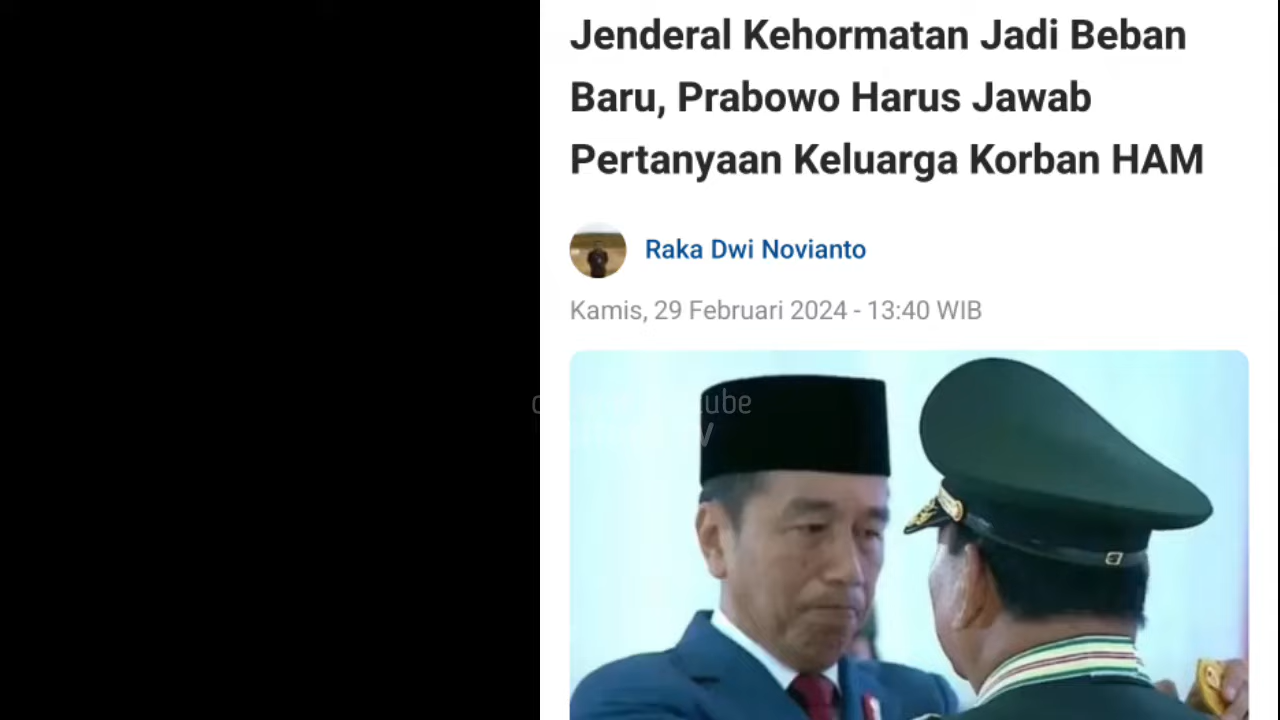 Jenderal Kehormatan Jadi Beban
Baru, Prabowo Harus Jawab
Pertanyaan Keluarga Korban HAM
Raka Dwi Novianto
Kamis, 29 Februari 2024 - 13:40 WIB